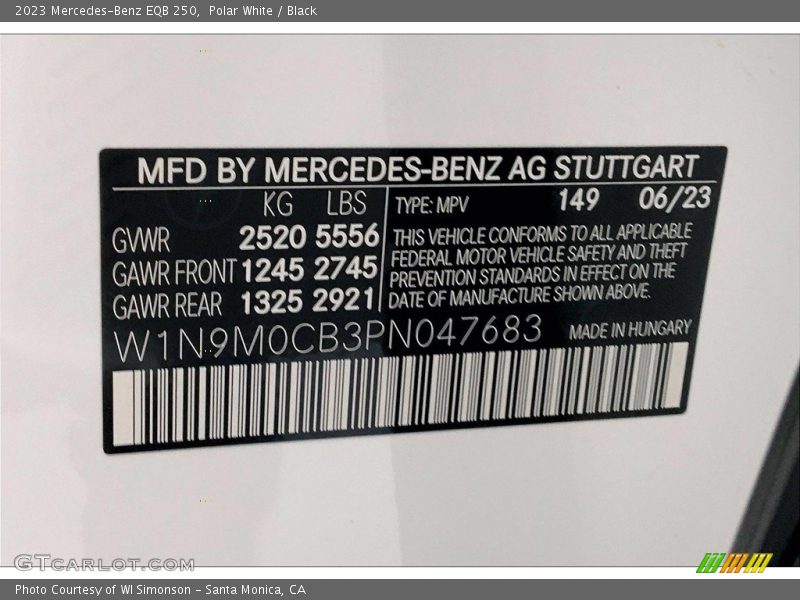 2023 Mercedes-Benz EQB 250,  Polar White / Black
MFD BY MERCEDES-BENZ AG STUTTGART
KG LBS
GVWR 2520 5556
GAWR FRONT 1245 2745
GAWR REAR 1325 2921
TYPE: MPV 149 06/23
THIS VEHICLE CONFORMS TO ALL APPLICABLE
FEDERAL MOTOR VEHICLE SAFETY AND THEFT
PREVENTION STANDARDS IN EFFECT ON THE
DATE OF MANUFACTURE SHOWN ABOVE.
W1N9M0CB3PN047683 MADE IN HUNGARY
GTCARLOT.COM
Photo Courtesy of WI Simonson - Santa Monica, CA